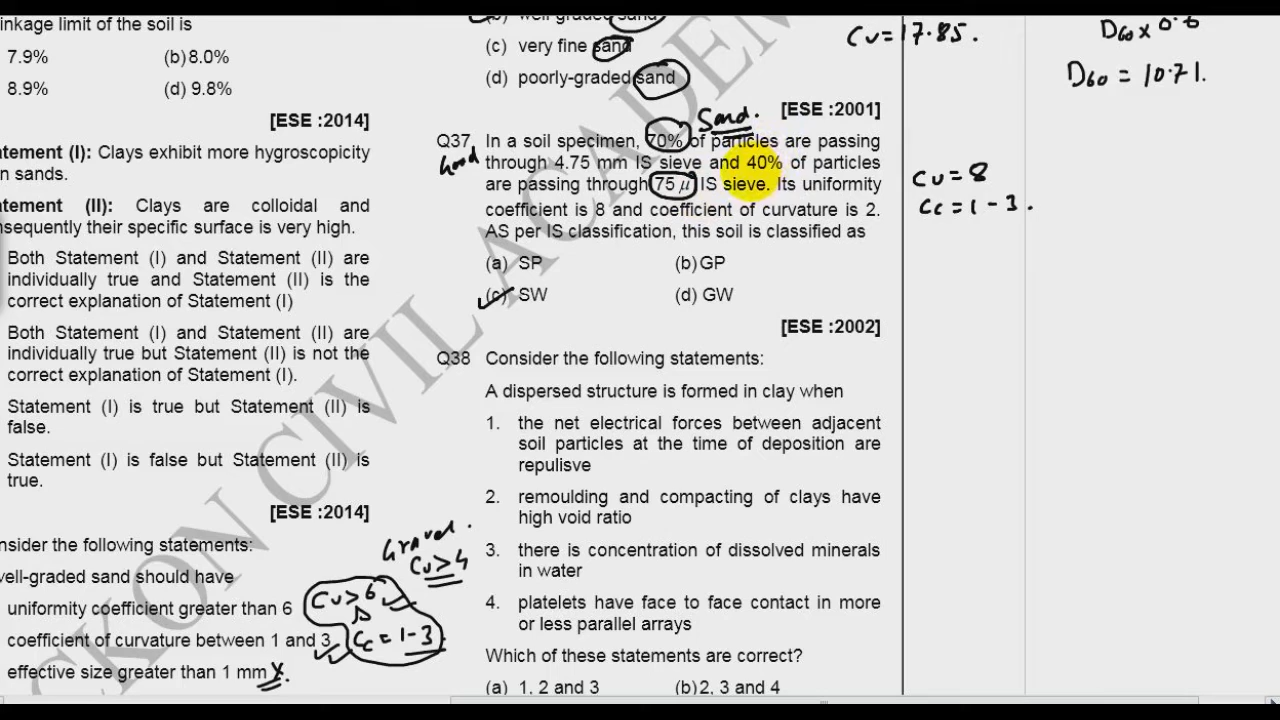 inkage limit of the soil is
7.9% (b) 8.0%
8.9% (d) 9.8%
[ESE :2014]
atement (I): Clays exhibit more hygroscopicity
n sands.
atement (II): Clays are colloidal and
nsequently their specific surface is very high.
Both Statement (I) and Statement (II) are
individually true and Statement (II) is the
correct explanation of Statement (I)
Both Statement (I) and Statement (II) are
individually true but Statement (II) is not the
correct explanation of Statement (I).
Statement (I) is true but Statement (II) is
false.
Statement (I) is false but Statement (II) is
true.
[ESE :2014]
nsider the following statements:
well-graded sand should have
uniformity coefficient greater than 6
coefficient of curvature between 1 and 3
effective size greater than 1 mm x.
Gravel.
Cu > 4
Cu > 6
Cc = 1 - 3
(b) well-graded sand
(c) very fine sand
(d) poorly-graded sand
[ESE :2001]
Sand.
Good
Q37 In a soil specimen, 70% of particles are passing
through 4.75 mm IS sieve and 40% of particles
are passing through 75 μ IS sieve. Its uniformity
coefficient is 8 and coefficient of curvature is 2.
AS per IS classification, this soil is classified as
(a) SP (b) GP
(c) SW (d) GW
[ESE :2002]
Q38 Consider the following statements:
A dispersed structure is formed in clay when
1. the net electrical forces between adjacent
soil particles at the time of deposition are
repulisve
2. remoulding and compacting of clays have
high void ratio
3. there is concentration of dissolved minerals
in water
4. platelets have face to face contact in more
or less parallel arrays
Which of these statements are correct?
(a) 1, 2 and 3 (b) 2, 3 and 4
Cu = 17.85.
D60 x 0.6
D60 = 10.71.
Cu = 8
Cc = 1 - 3.
CKON CIVIL ACADEM